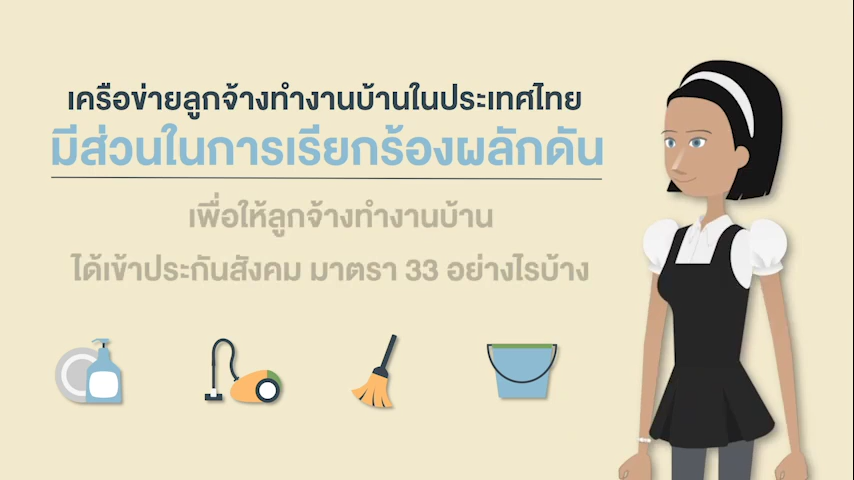 เครือข่ายลูกจ้างทำงานบ้านในประเทศไทย
มีส่วนในการเรียกร้องผลักดัน
เพื่อให้ลูกจ้างทำงานบ้าน
ได้เข้าประกันสังคม มาตรา 33 อย่างไรบ้าง